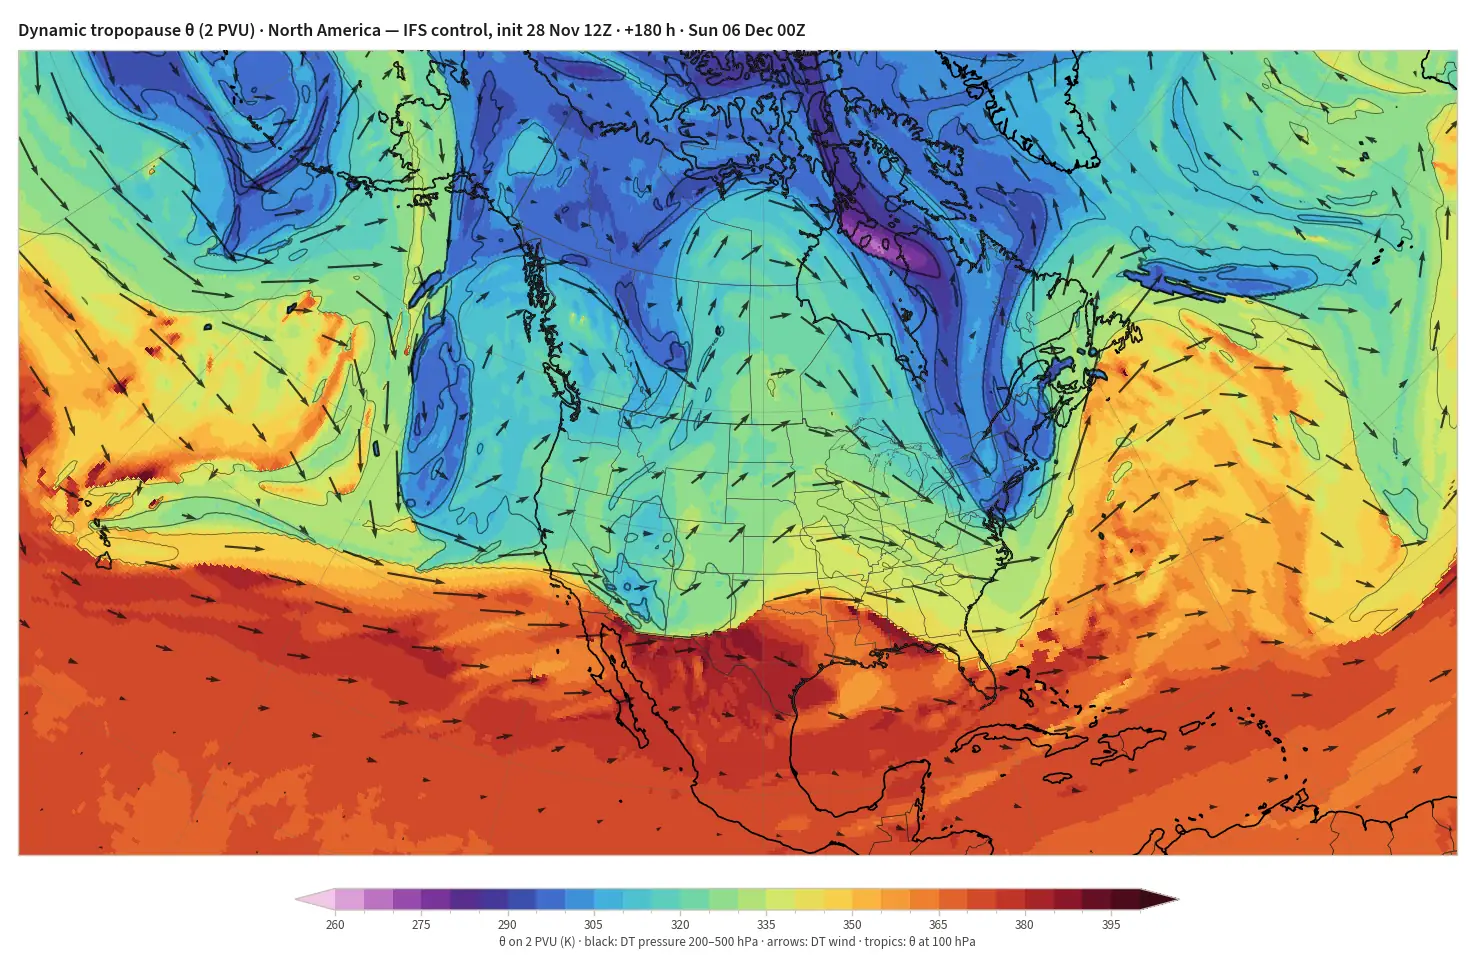 Dynamic tropopause θ (2 PVU) · North America — IFS control, init 28 Nov 12Z · +180 h · Sun 06 Dec 00Z
260 275 290 305 320 335 350 365 380 395
θ on 2 PVU (K) · black: DT pressure 200–500 hPa · arrows: DT wind · tropics: θ at 100 hPa